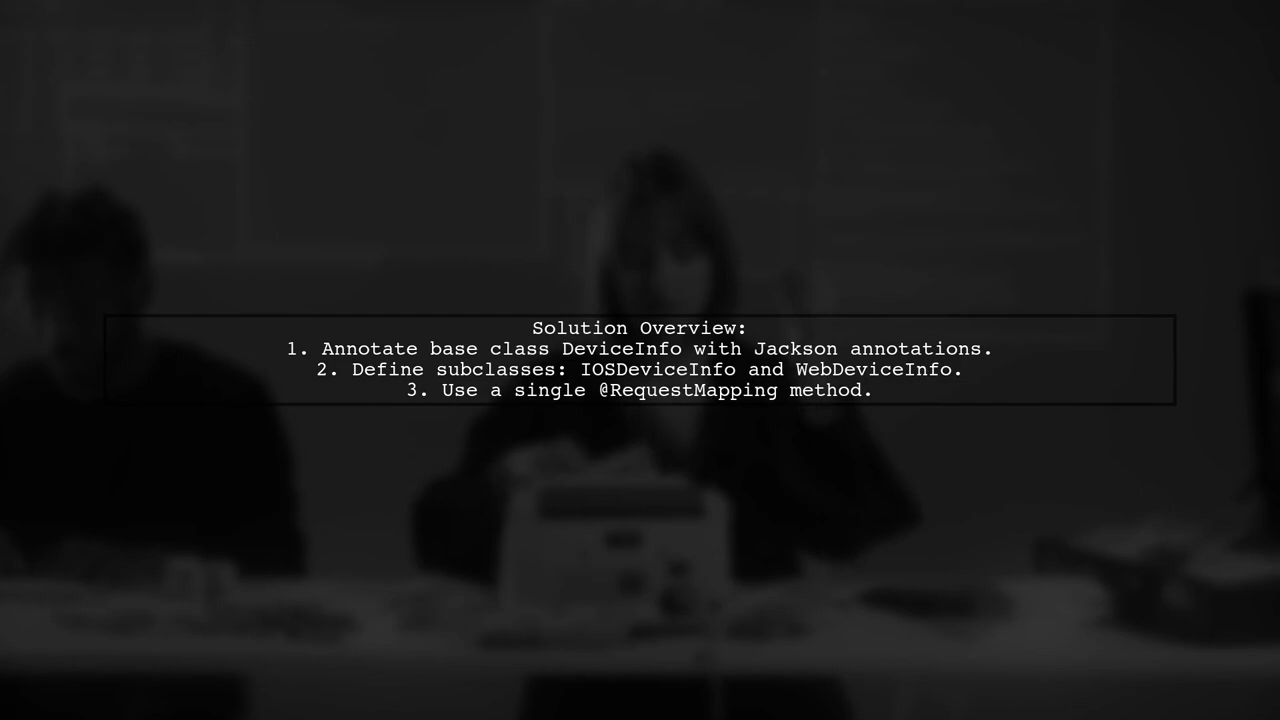 Solution Overview:
1. Annotate base class DeviceInfo with Jackson annotations.
2. Define subclasses: IOSDeviceInfo and WebDeviceInfo.
3. Use a single @RequestMapping method.